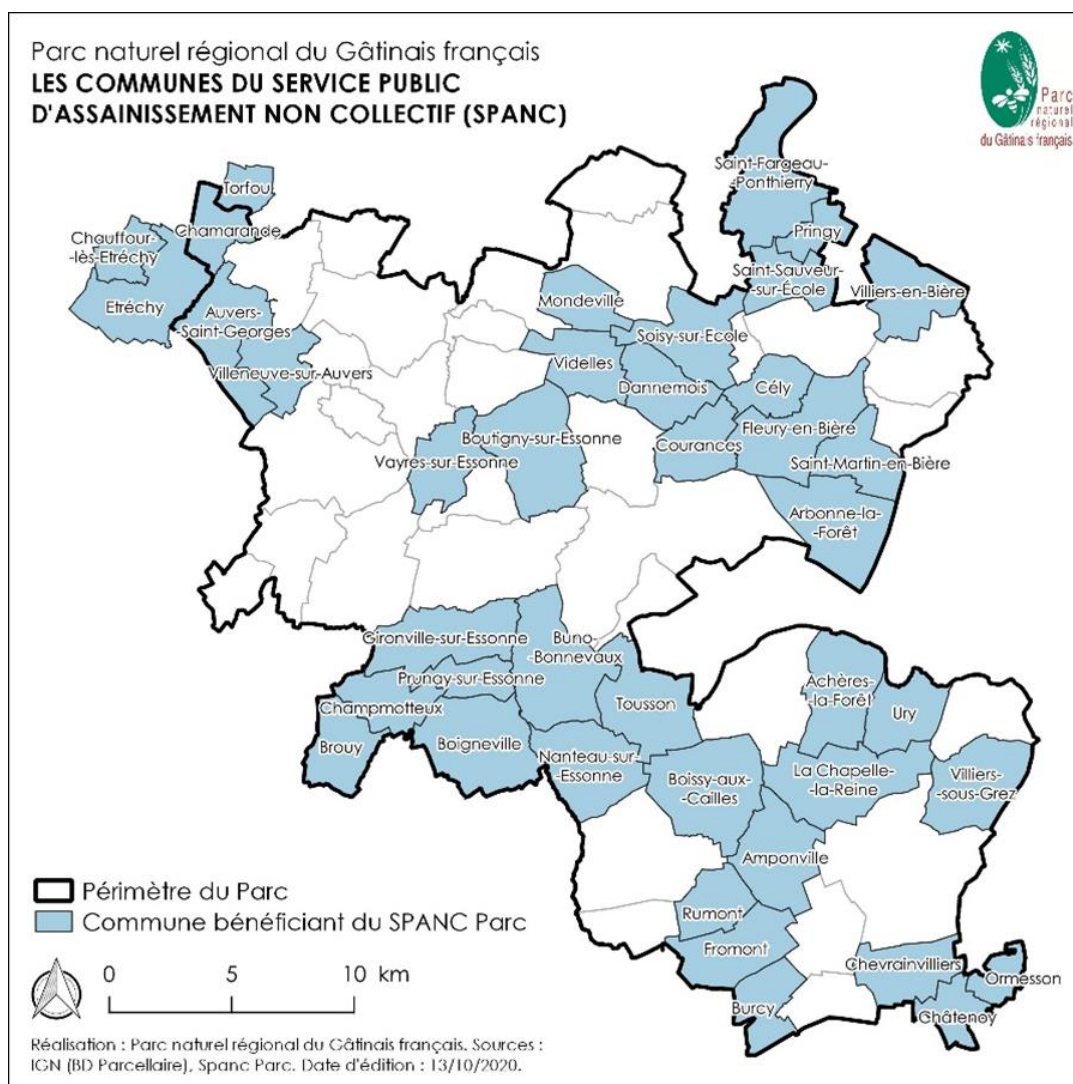 Parc naturel régional du Gâtinais français
LES COMMUNES DU SERVICE PUBLIC
D'ASSAINISSEMENT NON COLLECTIF (SPANC)
Parc
naturel
régional
du Gâtinais français
Saint-Fargeau-
Ponthierry
Torfou
Chamarande
Pringy
Chauffour-
lès-Etréchy
Saint-Sauveur-
sur-École
Villiers-en-Bière
Etréchy
Auvers-
-Saint-Georges
Mondeville
Soisy-sur-Ecole
Villeneuve-sur-Auvers
Videlles
Dannemois
Cély
Boutigny-sur-Essonne
Fleury-en-Bière
Courances
Vayres-sur-Essonne
Saint-Martin-en-Bière
Arbonne-la-
-Forêt
Gironville-sur-Essonne
Buno-
-Bonnevaux
Prunay-sur-Essonne
Achères-
-la-Forêt
Champmotteux
Tousson
Ury
Brouy
Boigneville
Nanteau-sur-
-Essonne
Boissy-aux-
-Cailles
La Chapelle-
-la-Reine
Villiers-
-sous-Grez
Amponville
Rumont
Fromont
Chevrainvilliers
Ormesson
Burcy
Châtenoy
Périmètre du Parc
Commune bénéficiant du SPANC Parc
0 5 10 km
Réalisation : Parc naturel régional du Gâtinais français. Sources :
IGN (BD Parcellaire), Spanc Parc. Date d'édition : 13/10/2020.